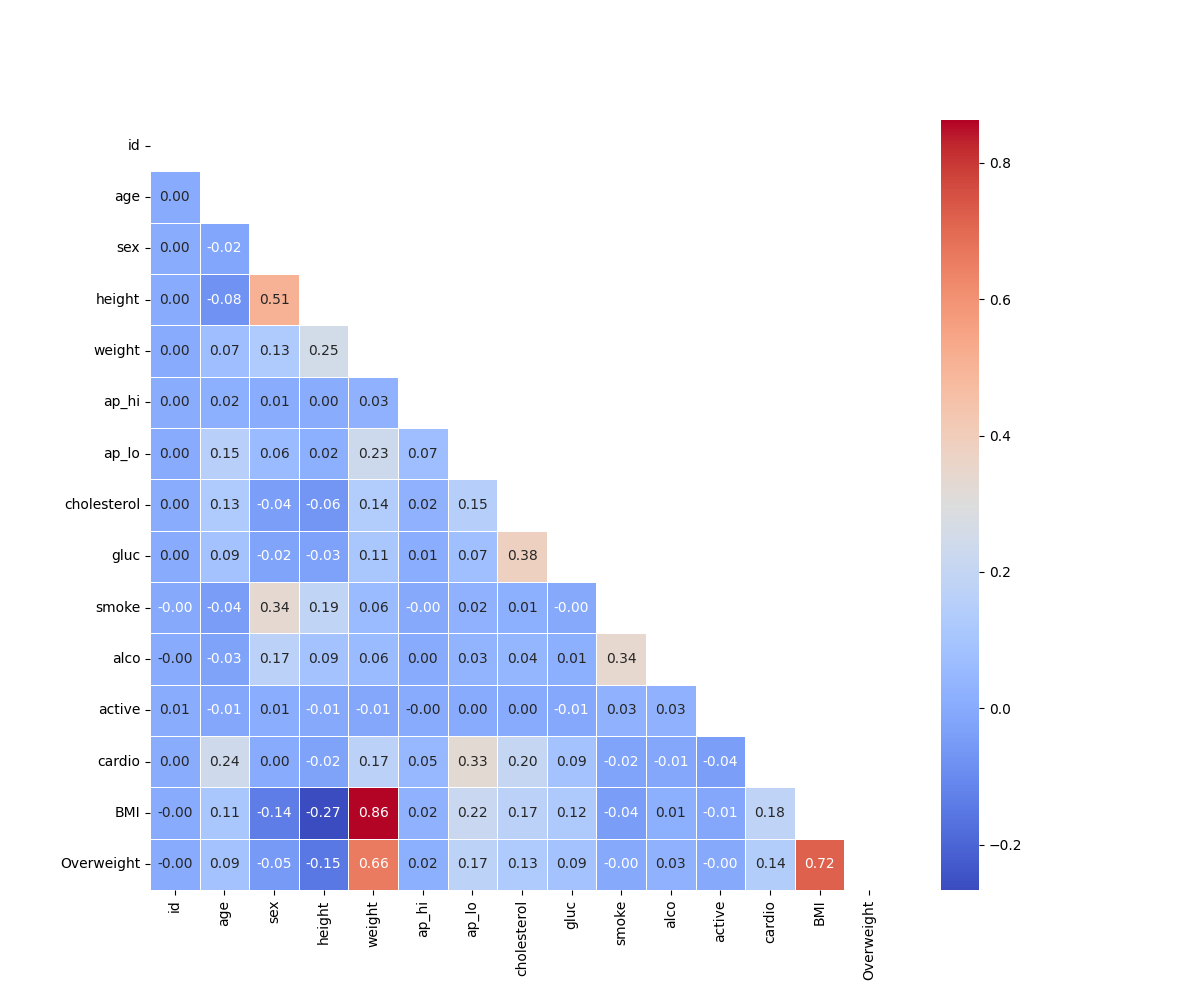 id
age 0.00
sex 0.00 -0.02
height 0.00 -0.08 0.51
weight 0.00 0.07 0.13 0.25
ap_hi 0.00 0.02 0.01 0.00 0.03
ap_lo 0.00 0.15 0.06 0.02 0.23 0.07
cholesterol 0.00 0.13 -0.04 -0.06 0.14 0.02 0.15
gluc 0.00 0.09 -0.02 -0.03 0.11 0.01 0.07 0.38
smoke -0.00 -0.04 0.34 0.19 0.06 -0.00 0.02 0.01 -0.00
alco -0.00 -0.03 0.17 0.09 0.06 0.00 0.03 0.04 0.01 0.34
active 0.01 -0.01 0.01 -0.01 -0.01 -0.00 0.00 0.00 -0.01 0.03 0.03
cardio 0.00 0.24 0.00 -0.02 0.17 0.05 0.33 0.20 0.09 -0.02 -0.01 -0.04
BMI -0.00 0.11 -0.14 -0.27 0.86 0.02 0.22 0.17 0.12 -0.04 0.01 -0.01 0.18
Overweight -0.00 0.09 -0.05 -0.15 0.66 0.02 0.17 0.13 0.09 -0.00 0.03 -0.00 0.14 0.72
id age sex height weight ap_hi ap_lo cholesterol gluc smoke alco active cardio BMI Overweight
0.8
0.6
0.4
0.2
0.0
−0.2